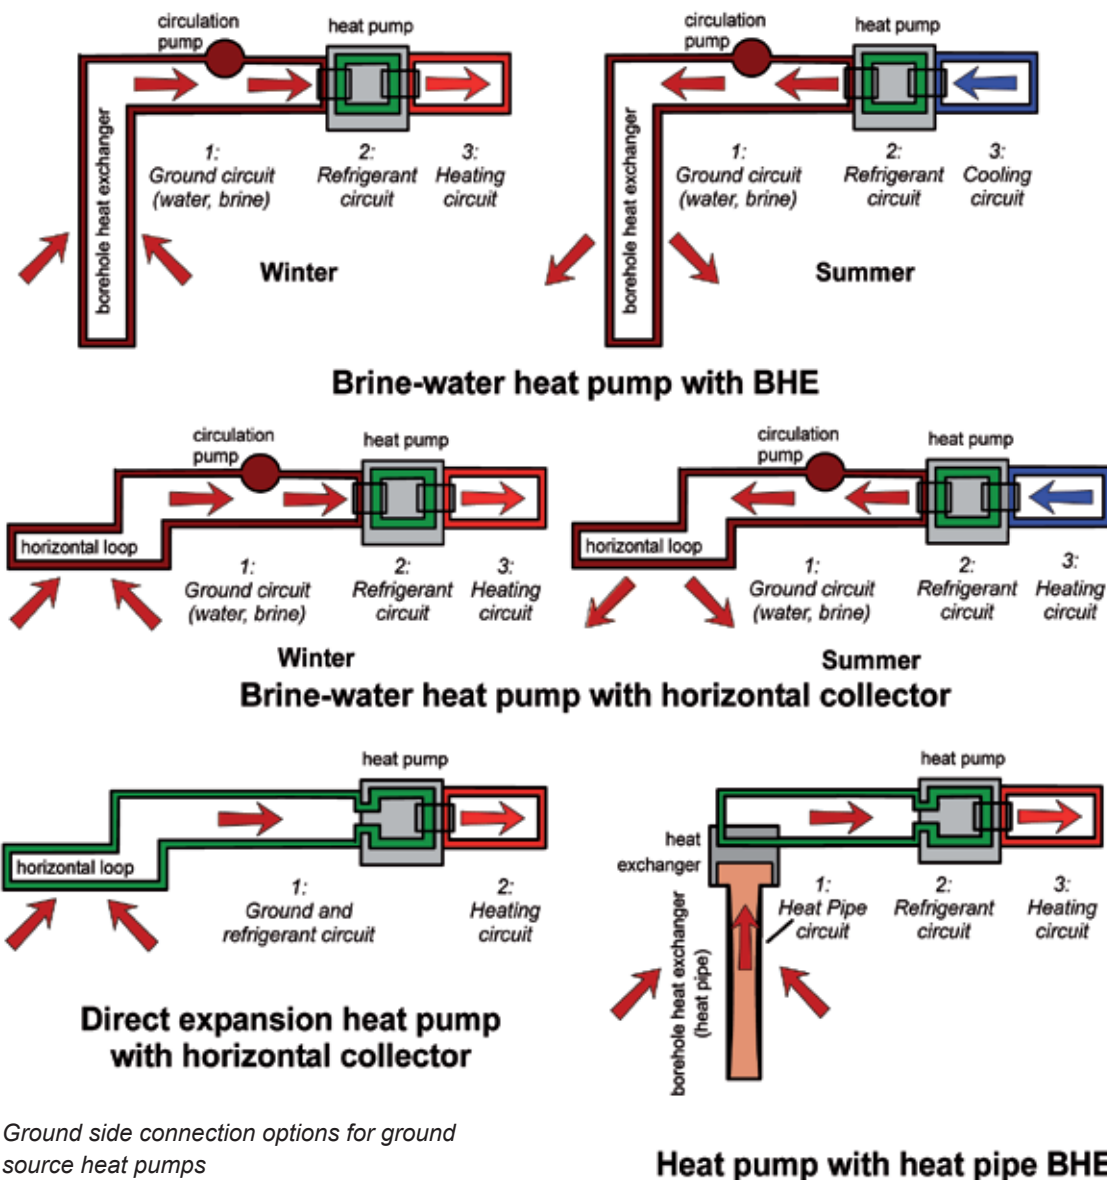 circulation
pump
heat pump
borehole heat exchanger
1:
Ground circuit
(water, brine)
2:
Refrigerant
circuit
3:
Heating
circuit
Winter
circulation
pump
heat pump
borehole heat exchanger
1:
Ground circuit
(water, brine)
2:
Refrigerant
circuit
3:
Cooling
circuit
Summer
Brine-water heat pump with BHE
circulation
pump
heat pump
horizontal loop
1:
Ground circuit
(water, brine)
2:
Refrigerant
circuit
3:
Heating
circuit
Winter
circulation
pump
heat pump
horizontal loop
1:
Ground circuit
(water, brine)
2:
Refrigerant
circuit
3:
Heating
circuit
Summer
Brine-water heat pump with horizontal collector
heat pump
horizontal loop
1:
Ground and
refrigerant circuit
2:
Heating
circuit
Direct expansion heat pump
with horizontal collector
heat pump
heat
exchanger
borehole heat exchanger
(heat pipe)
1:
Heat Pipe
circuit
2:
Refrigerant
circuit
3:
Heating
circuit
Heat pump with heat pipe BHE
Ground side connection options for ground
source heat pumps